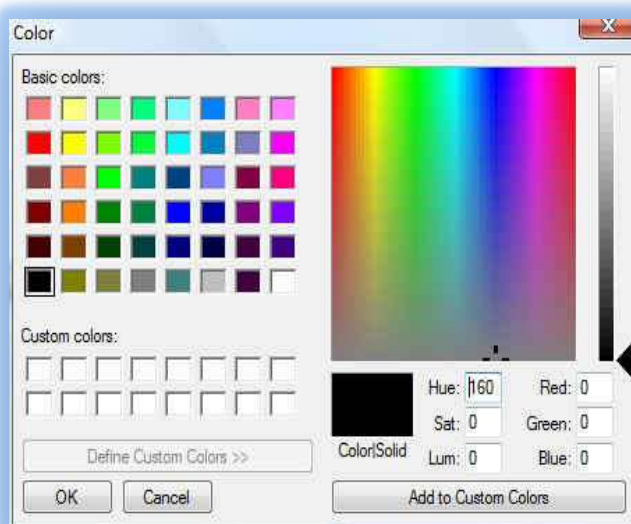 Color
X
Basic colors:
Custom colors:
Define Custom Colors >>
OK Cancel
Color|Solid
Hue: 160 Red: 0
Sat: 0 Green: 0
Lum: 0 Blue: 0
Add to Custom Colors